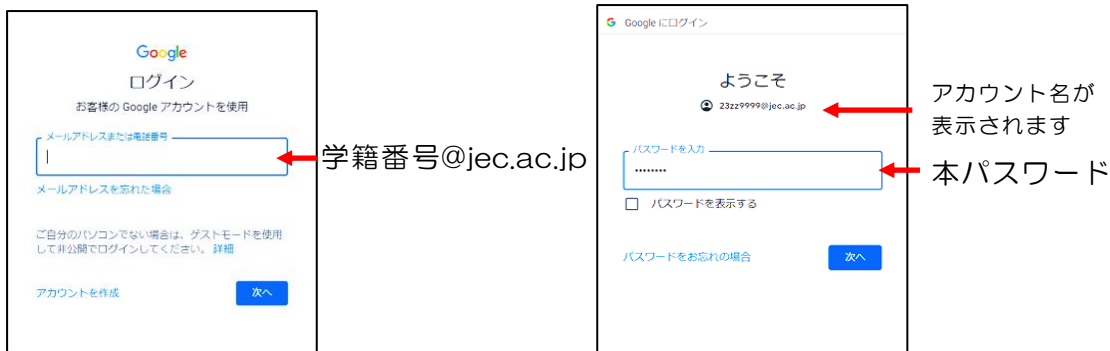 Google
ログイン
お客様の Google アカウントを使用
メールアドレスまたは電話番号
メールアドレスを忘れた場合
ご自分のパソコンでない場合は、ゲストモードを使用
して非公開でログインしてください。 詳細
アカウントを作成
次へ
学籍番号@jec.ac.jp
G Google にログイン
ようこそ
23zz9999@jec.ac.jp
アカウント名が
表示されます
パスワードを入力
••••••••
本パスワード
パスワードを表示する
パスワードをお忘れの場合
次へ